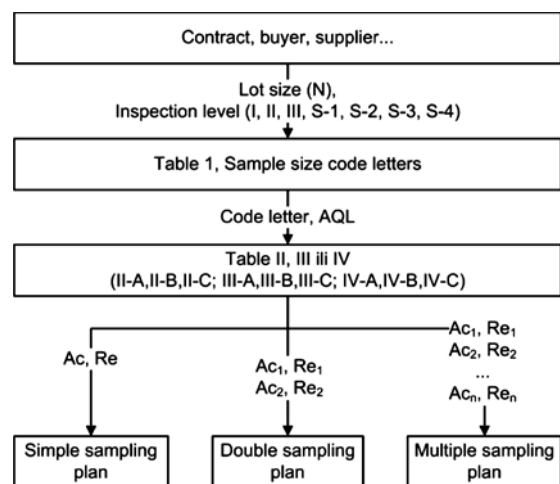 Contract, buyer, supplier...
Lot size (N),
Inspection level (I, II, III, S-1, S-2, S-3, S-4)
Table 1, Sample size code letters
Code letter, AQL
Table II, III ili IV
(II-A,II-B,II-C; III-A,III-B,III-C; IV-A,IV-B,IV-C)
Ac, Re
Ac₁, Re₁
Ac₂, Re₂
Ac₁, Re₁
Ac₂, Re₂
...
Acₙ, Reₙ
Simple sampling
plan
Double sampling
plan
Multiple sampling
plan